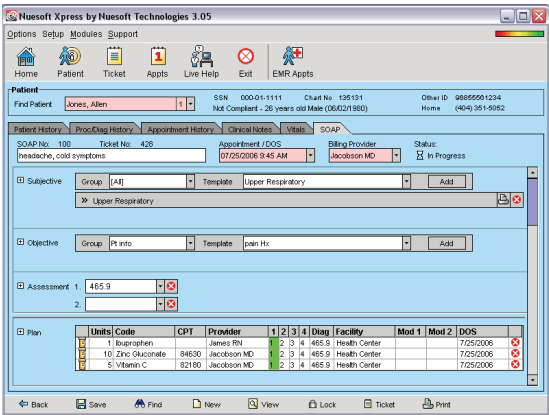 Nuesoft Xpress by Nuesoft Technologies 3.05
Options Setup Modules Support
Home Patient Ticket Appts Live Help Exit EMR Appts
Patient
Find Patient Jones, Allen 1
SSN 000-01-1111 Chart No 135131 Other ID 98855561234
Not Compliant - 26 years old Male (06/02/1980) Home (404) 351-5062
Patient History Proc/Diag History Appointment History Clinical Notes Vitals SOAP
SOAP No: 100 Ticket No: 428 Appointment / DOS Billing Provider Status:
headache, cold symptoms 07/25/2006 9:45 AM Jacobson MD In Progress
Subjective Group [All] Template Upper Respiratory Add
» Upper Respiratory
Objective Group Pt info Template pain Hx Add
Assessment 1. 465.9
2.
Plan Units Code CPT Provider 1 2 3 4 Diag Facility Mod 1 Mod 2 DOS
1 Ibuprophen James RN 1 2 3 4 465.9 Health Center 7/25/2006
10 Zinc Gluconate 84630 Jacobson MD 1 2 3 4 465.9 Health Center 7/25/2006
5 Vitamin C 82180 Jacobson MD 1 2 3 4 465.9 Health Center 7/25/2006
Back Save Find New View Lock Ticket Print